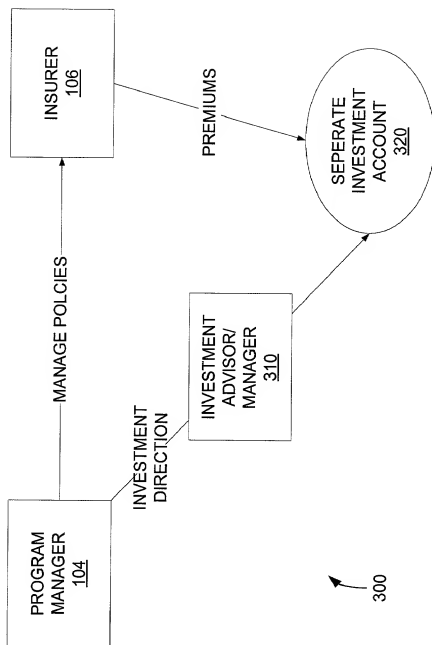 PROGRAM
MANAGER
104
MANAGE POLCIES
INSURER
106
INVESTMENT
DIRECTION
INVESTMENT
ADVISOR/
MANAGER
310
PREMIUMS
SEPERATE
INVESTMENT
ACCOUNT
320
300